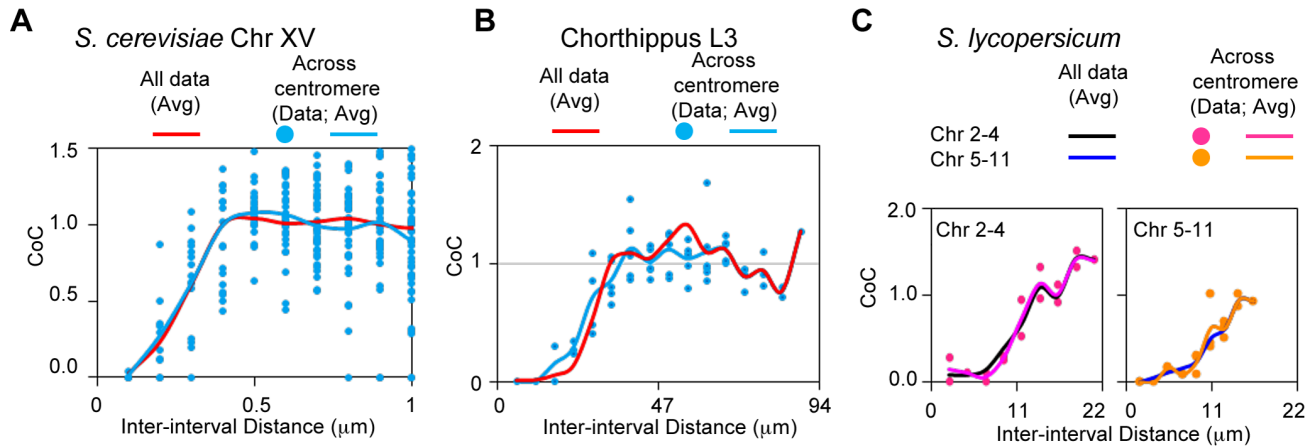 A
S. cerevisiae Chr XV
All data
(Avg)
Across
centromere
(Data; Avg)
1.5
1.0
0.5
0.0
CoC
0
0.5
1
Inter-interval Distance (μm)
B
Chorthippus L3
All data
(Avg)
Across
centromere
(Data; Avg)
2
1
0
CoC
47
94
Inter-interval Distance (μm)
C
S. lycopersicum
All data
(Avg)
Across
centromere
(Data; Avg)
Chr 2-4
Chr 5-11
2.0
1.0
0.0
CoC
Chr 2-4
Chr 5-11
0
11
22
0
11
22
Inter-interval Distance (μm)